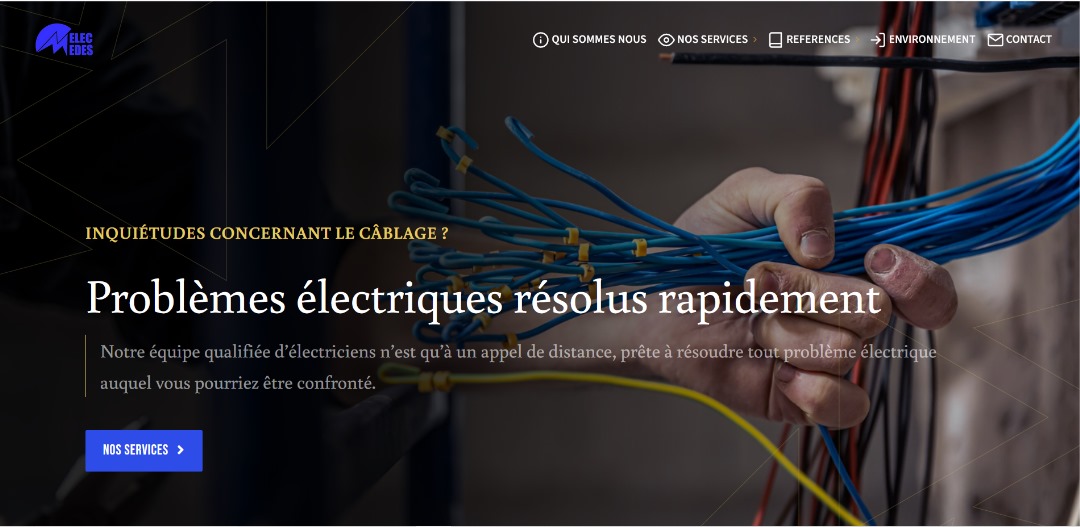 ELEC
EDES
QUI SOMMES NOUS
NOS SERVICES
REFERENCES
ENVIRONNEMENT
CONTACT
INQUIÉTUDES CONCERNANT LE CÂBLAGE ?
Problèmes électriques résolus rapidement
Notre équipe qualifiée d’électriciens n’est qu’à un appel de distance, prête à résoudre tout problème électrique
auquel vous pourriez être confronté.
NOS SERVICES